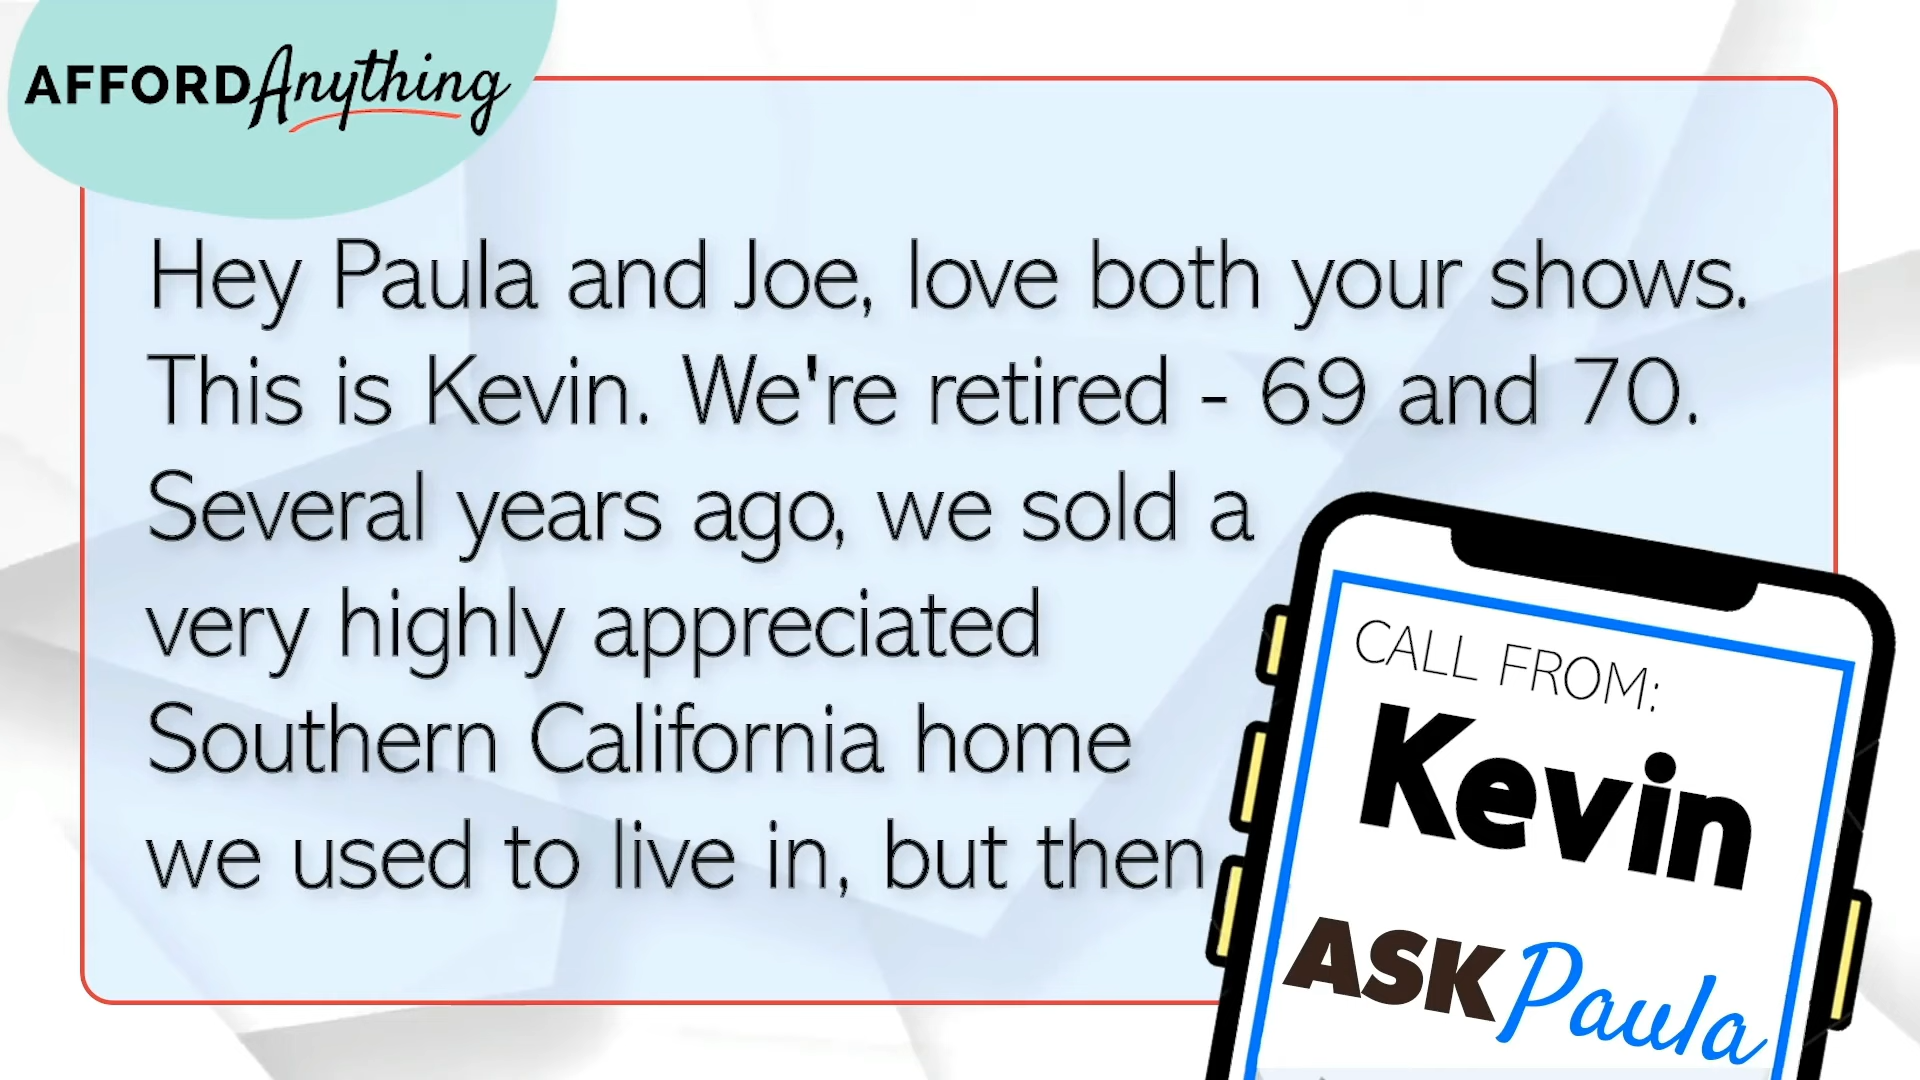 AFFORD Anything
Hey Paula and Joe, love both your shows.
This is Kevin. We're retired - 69 and 70.
Several years ago, we sold a
very highly appreciated
Southern California home
we used to live in, but then
CALL FROM:
Kevin
ASK Paula